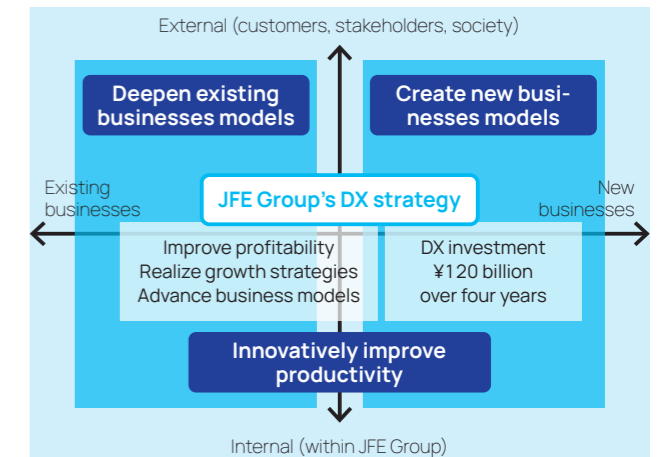 External (customers, stakeholders, society)
Deepen existing
businesses models
Create new busi-
nesses models
Existing
businesses
JFE Group's DX strategy
New
businesses
Improve profitability
Realize growth strategies
Advance business models
DX investment
¥120 billion
over four years
Innovatively improve
productivity
Internal (within JFE Group)